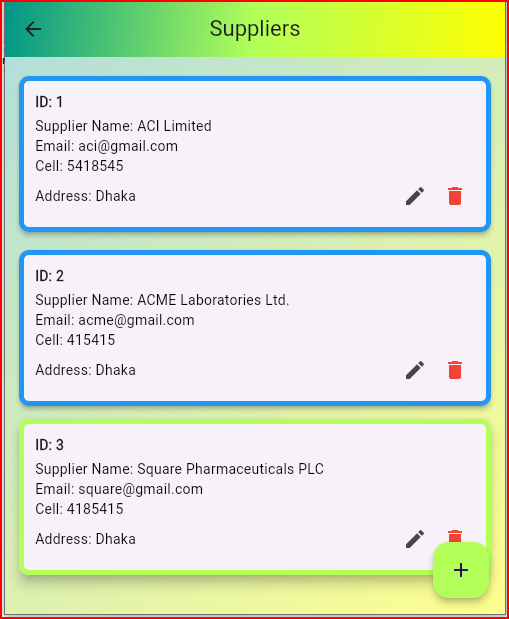 Suppliers
ID: 1
Supplier Name: ACI Limited
Email: aci@gmail.com
Cell: 5418545
Address: Dhaka
ID: 2
Supplier Name: ACME Laboratories Ltd.
Email: acme@gmail.com
Cell: 415415
Address: Dhaka
ID: 3
Supplier Name: Square Pharmaceuticals PLC
Email: square@gmail.com
Cell: 4185415
Address: Dhaka